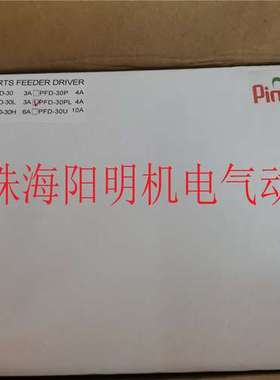 RTS FEEDER DRIVER
D-30 3A PFD-30P 4A
D-30L 3A PFD-30PL 4A
D-30H 6A PFD-30U 10A
Pin
珠海阳明机电气动